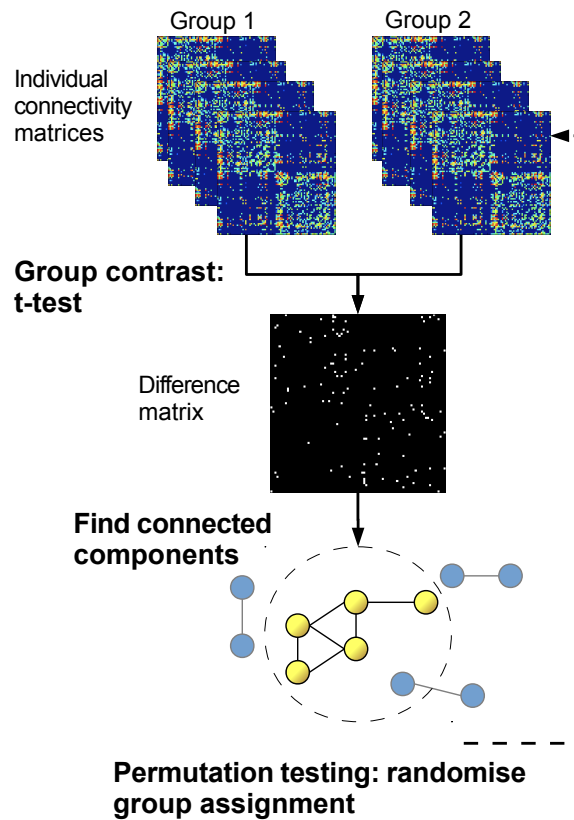 Group 1
Group 2
Individual
connectivity
matrices
Group contrast:
t-test
Difference
matrix
Find connected
components
Permutation testing: randomise
group assignment